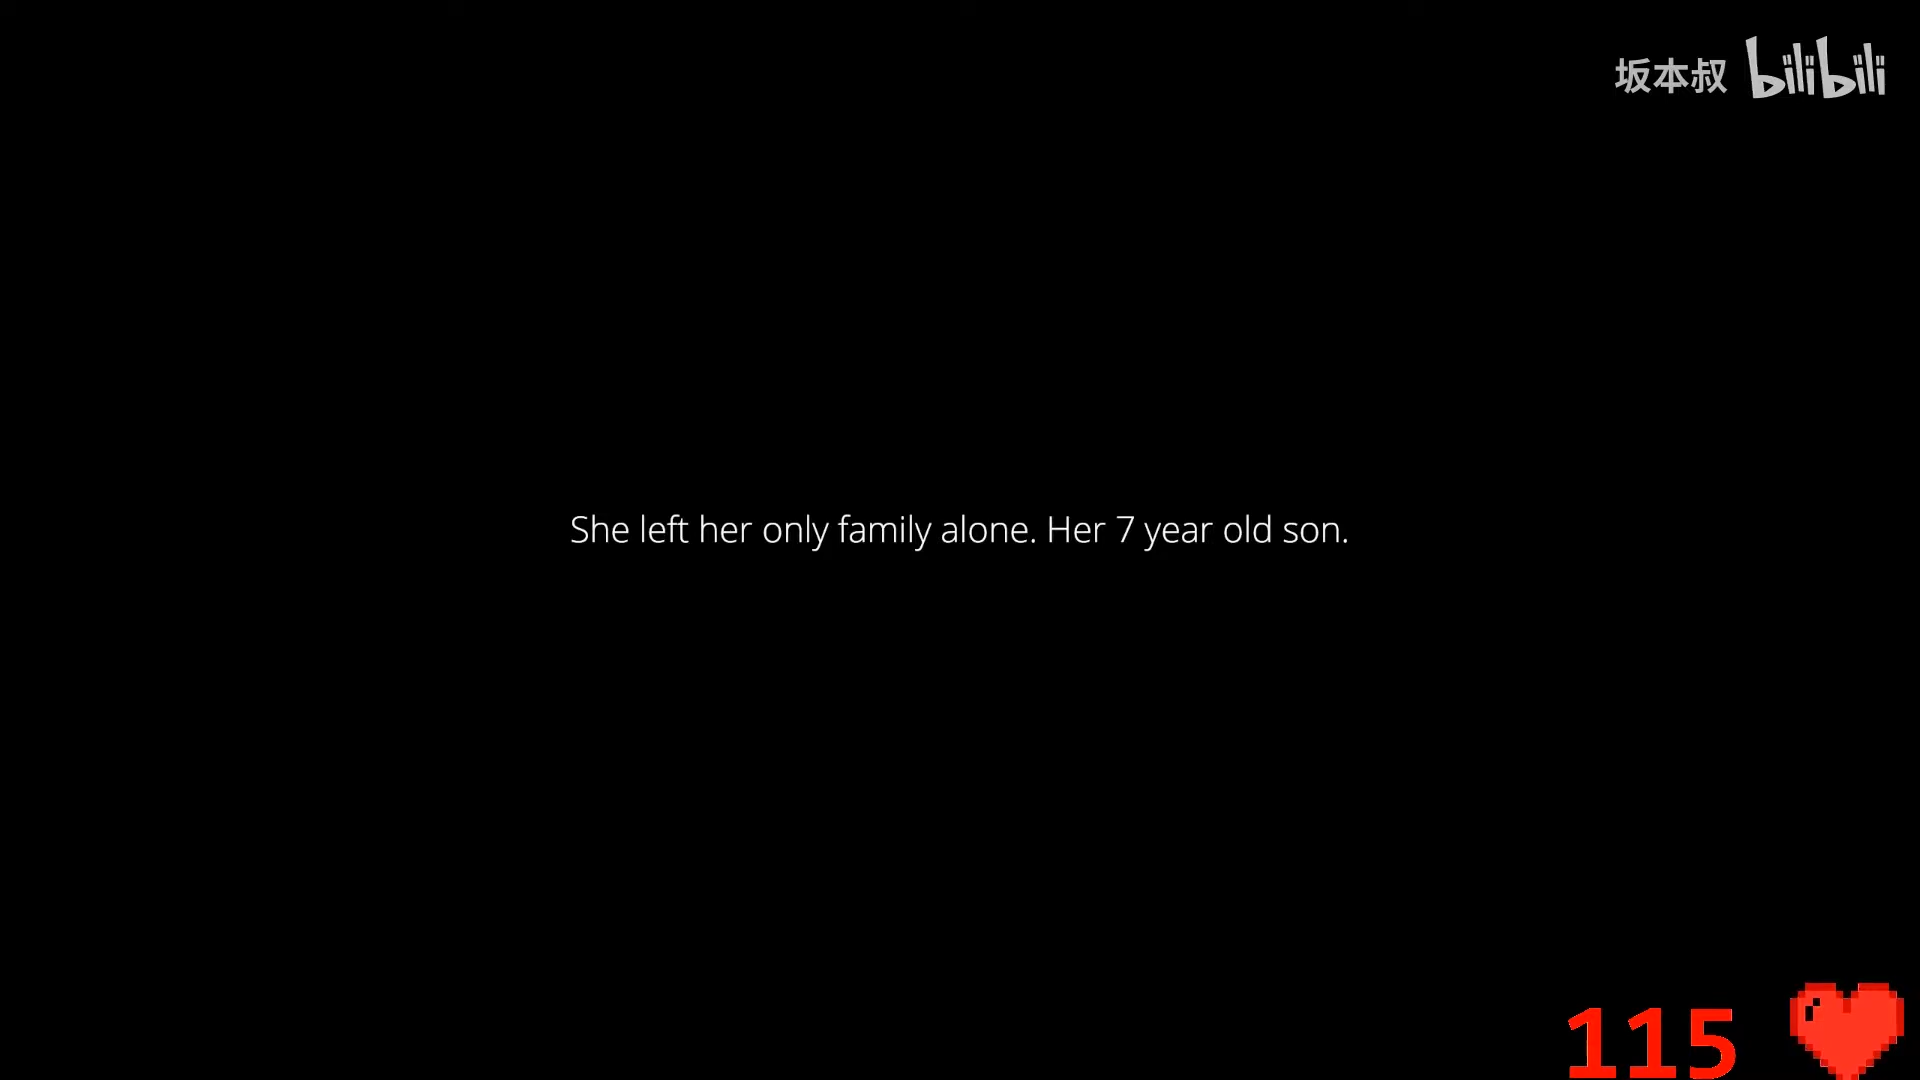 坂本叔 bilibili
She left her only family alone. Her 7 year old son.
115